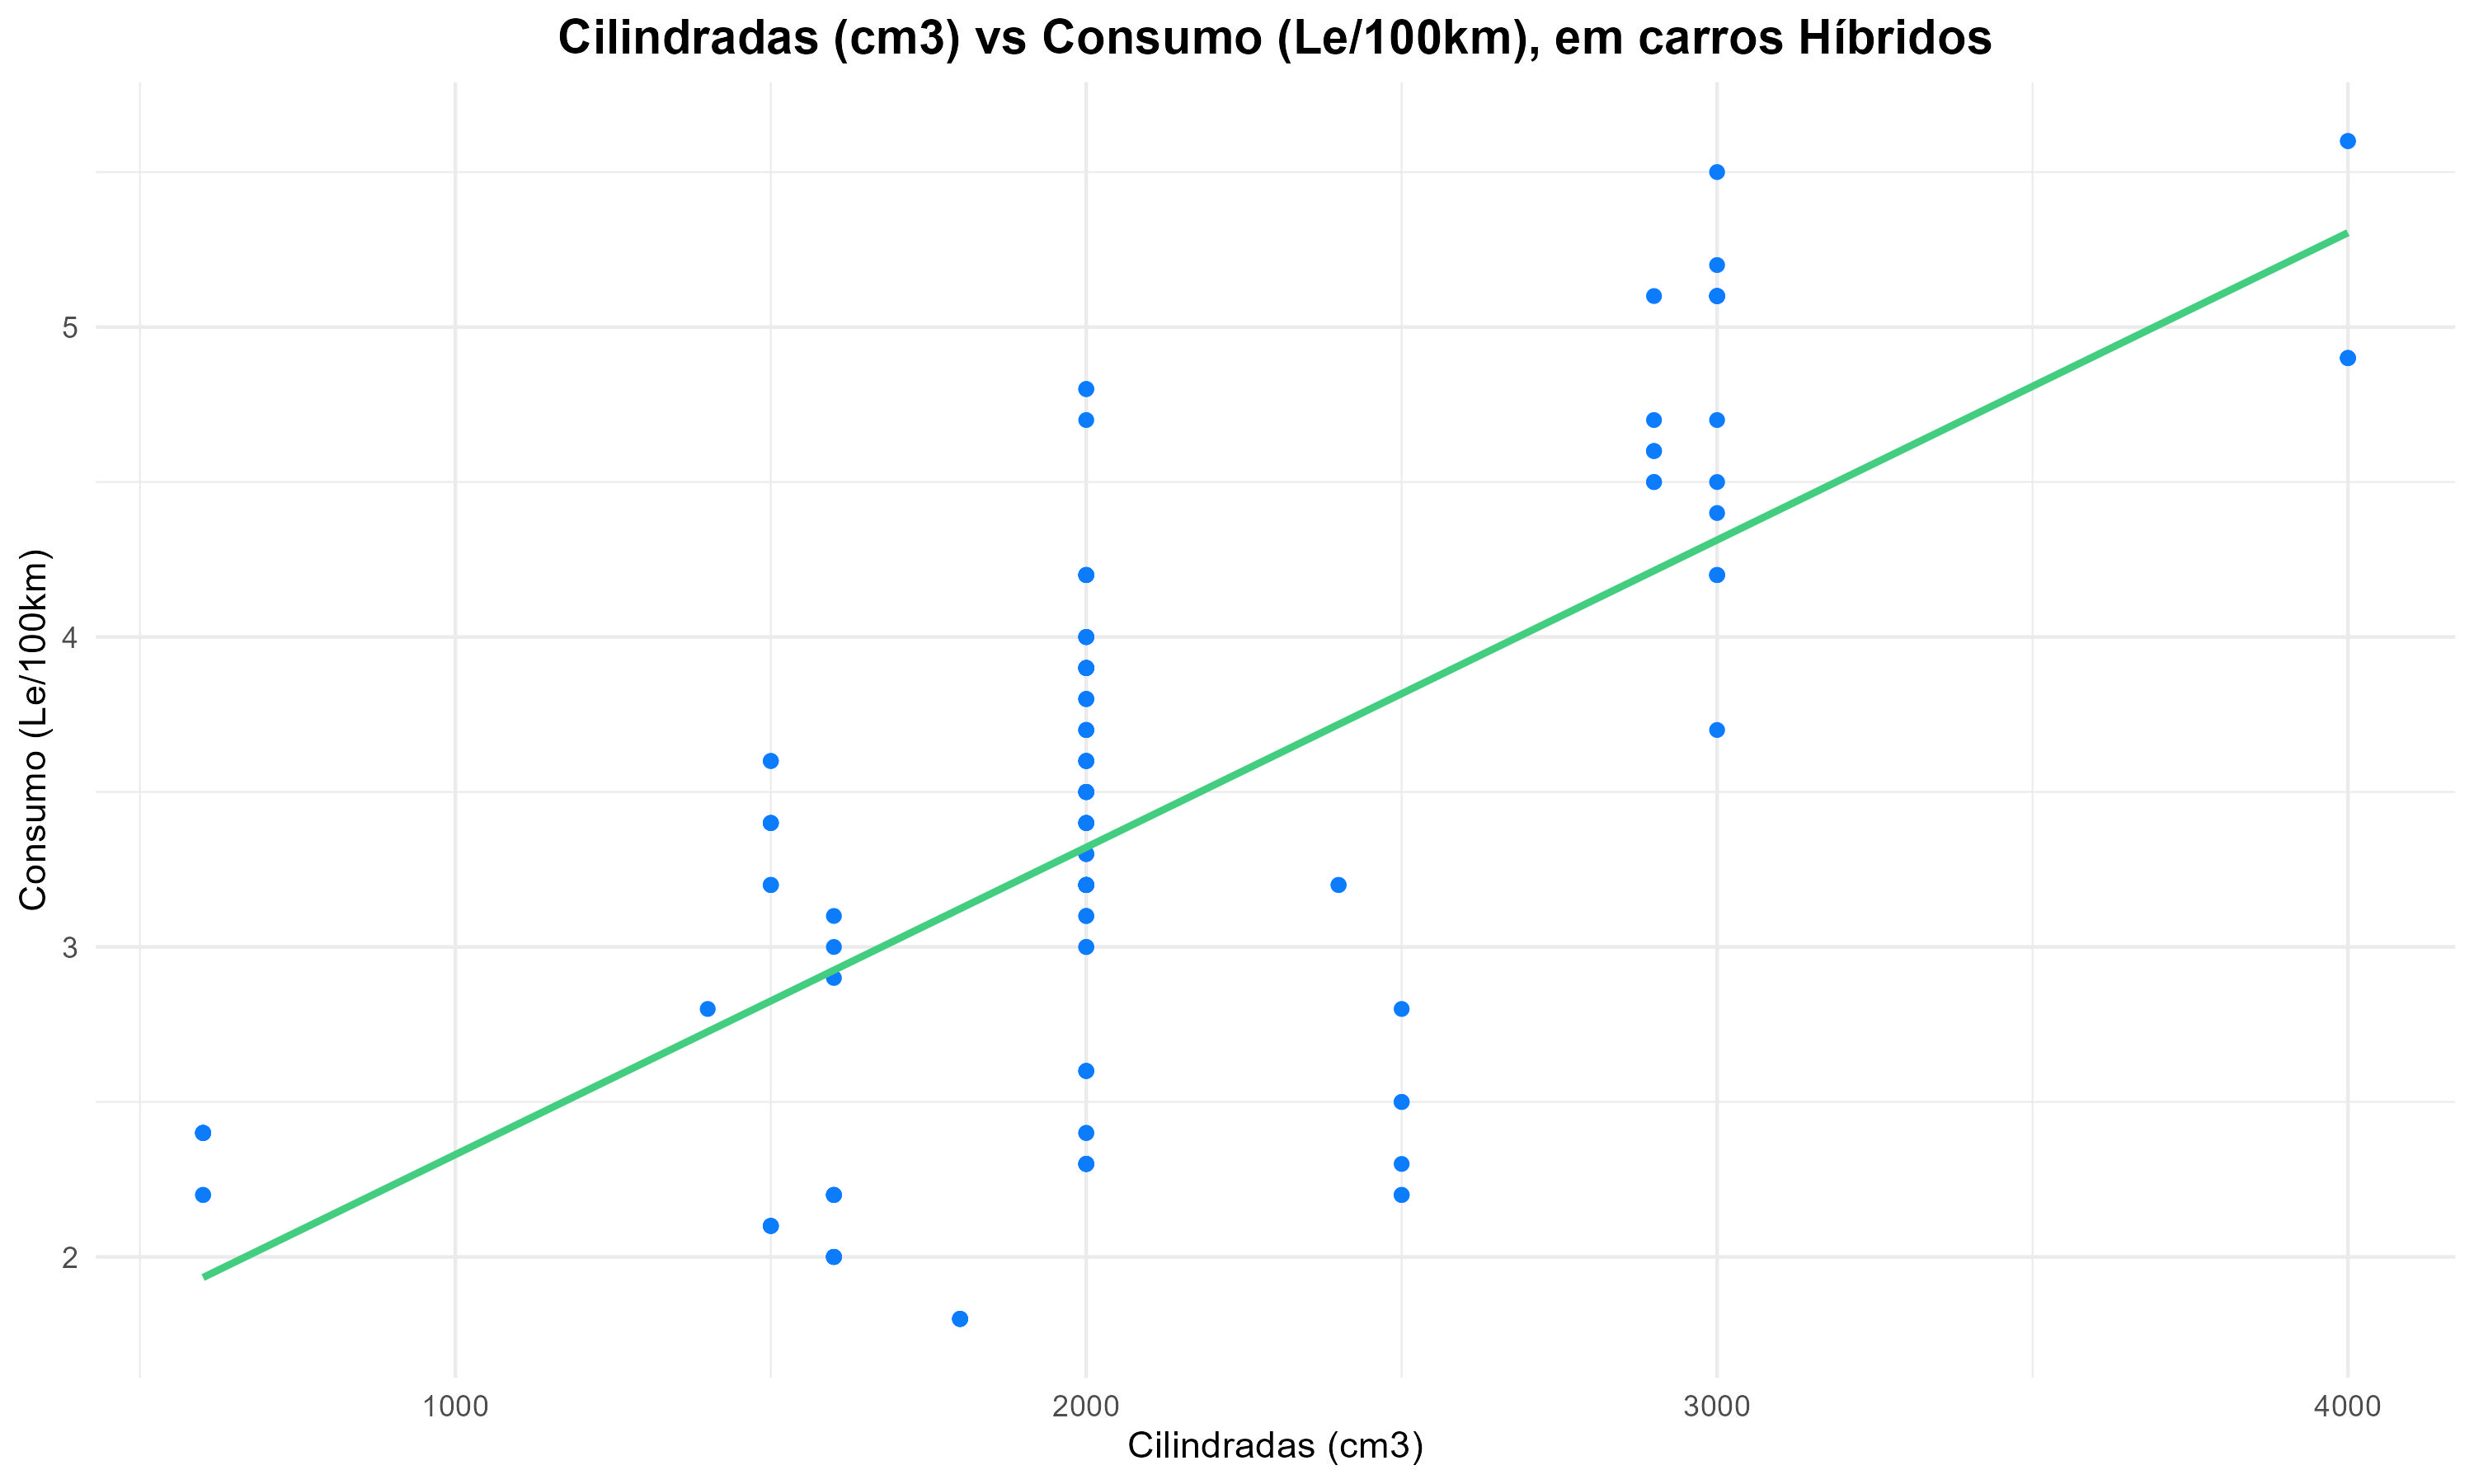 Cilindradas (cm3) vs Consumo (Le/100km), em carros Híbridos
Consumo (Le/100km)
5
4
3
2
1000 2000 3000 4000
Cilindradas (cm3)